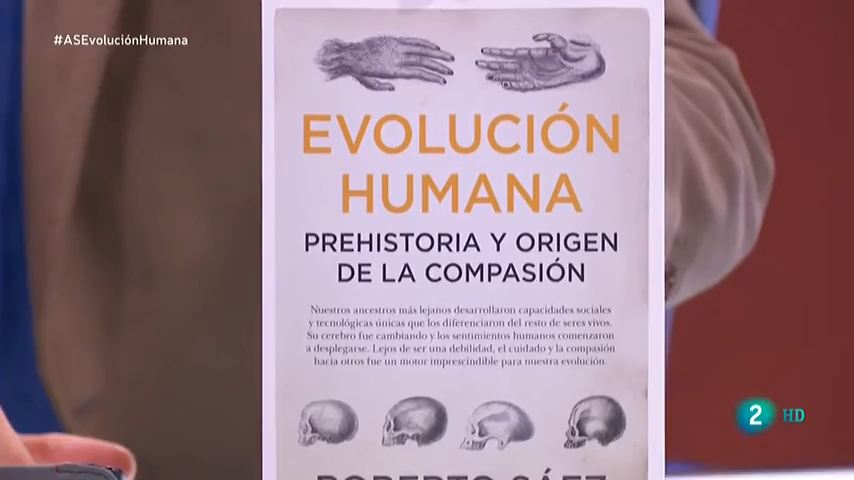 #ASEvoluciónHumana
EVOLUCIÓN
HUMANA
PREHISTORIA Y ORIGEN
DE LA COMPASIÓN
Nuestros ancestros más lejanos desarrollaron capacidades sociales
y tecnológicas únicas que los diferenciaron del resto de seres vivos.
Su cerebro fue cambiando y los sentimientos humanos comenzaron
a desplegarse. Lejos de ser una debilidad, el cuidado y la compasión
hacia otros fue un motor imprescindible para nuestra evolución.
ROBERTO SÁEZ
2 HD